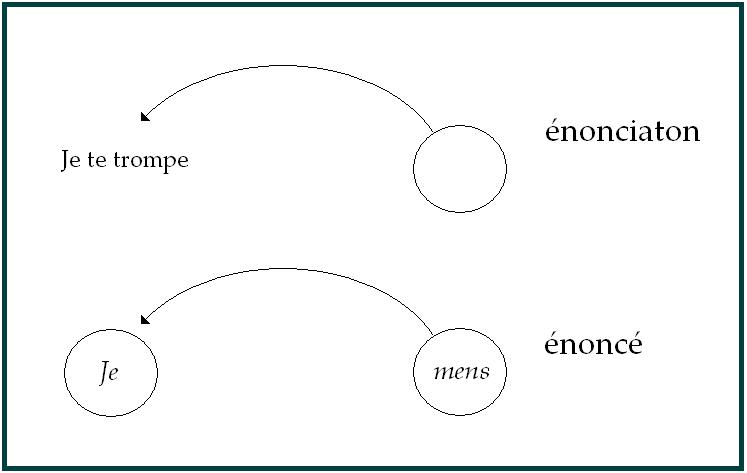 énonciaton
Je te trompe
énoncé
Je mens